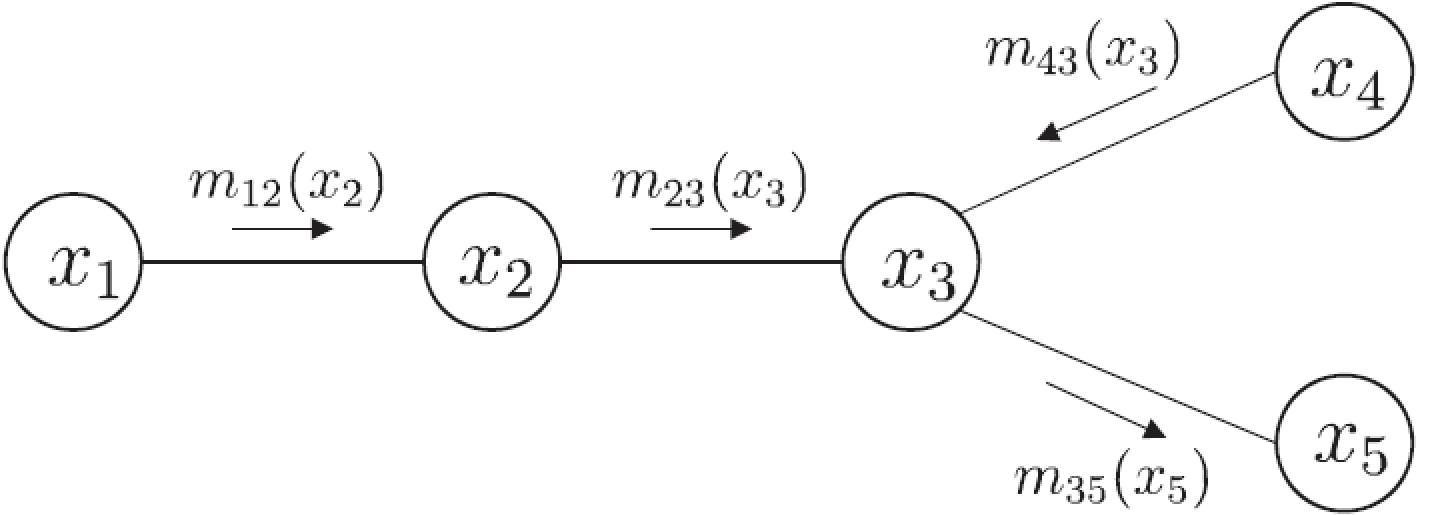 m₄₃(x₃)
x₄
m₁₂(x₂)
m₂₃(x₃)
x₁
x₂
x₃
x₅
m₃₅(x₅)